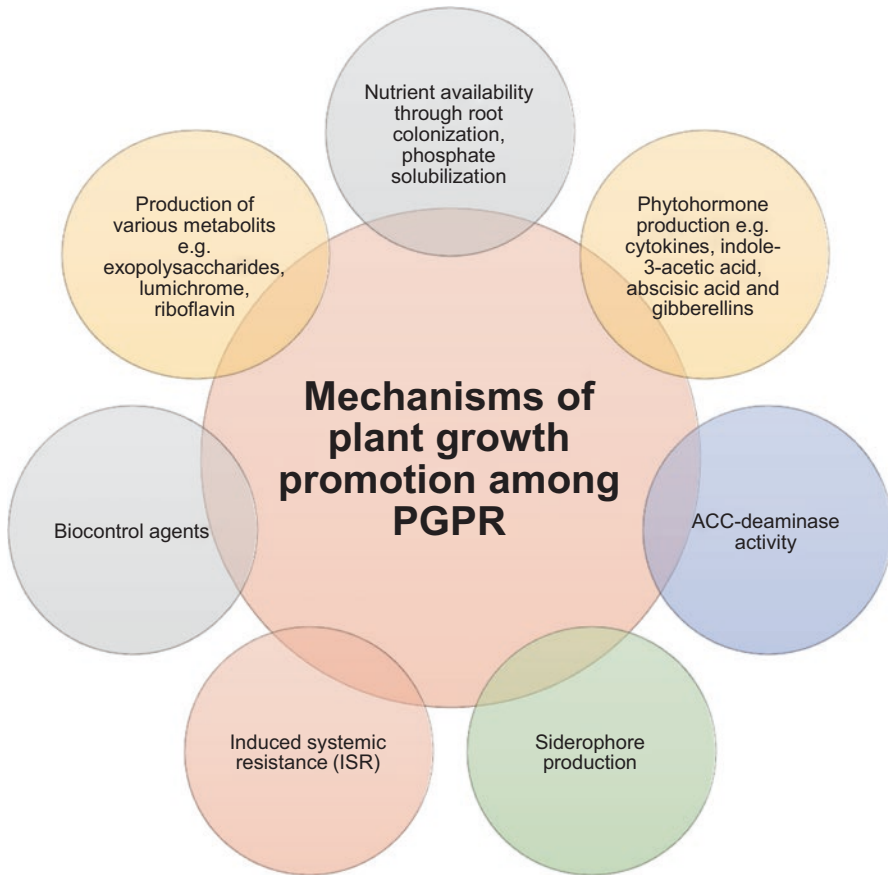 Nutrient availability
through root
colonization,
phosphate
solubilization
Phytohormone
production e.g.
cytokines, indole-
3-acetic acid,
abscisic acid and
gibberellins
ACC-deaminase
activity
Siderophore
production
Induced systemic
resistance (ISR)
Biocontrol agents
Production of
various metabolits
e.g.
exopolysaccharides,
lumichrome,
riboflavin
Mechanisms of
plant growth
promotion among
PGPR